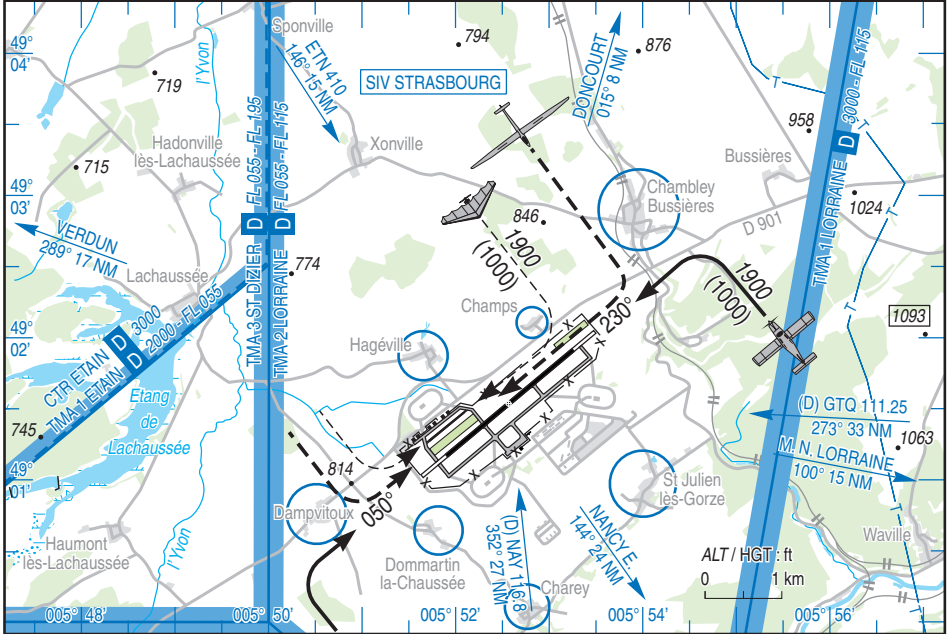 49°
04'
Sponville
794
876
ETN 410
146° 15 NM
SIV STRASBOURG
DONCOURT
015° 8 NM
l'Yvon
719
TMA 3 ST DIZIER D FL 055 - FL 195
TMA 2 LORRAINE D FL 055 - FL 115
TMA 1 LORRAINE D 3000 - FL 115
T
958
Hadonville
lès-Lachaussée
Xonville
715
Bussières
T
49°
03'
Chambley
Bussières
1024
T
846
D 901
VERDUN
289° 17 NM
1900
(1000)
1900
(1000)
774
Lachaussée
Champs
230°
1093
49°
02'
CTR ETAIN D 3000
TMA 1 ETAIN D 2000 - FL 055
Hagéville
Etang
de
Lachaussée
(D) GTQ 111.25
273° 33 NM
745
M. N. LORRAINE
100° 15 NM
1063
49°
01'
814
050°
St Julien
lès-Gorze
Dampvitoux
Haumont
lès-Lachaussée
l'Yvon
Dommartin
la-Chaussée
(D) NAY 116.8
352° 27 NM
NANCY E.
144° 24 NM
Waville
ALT / HGT : ft
0 1 km
Charey
005° 48'
005° 50'
005° 52'
005° 54'
005° 56'